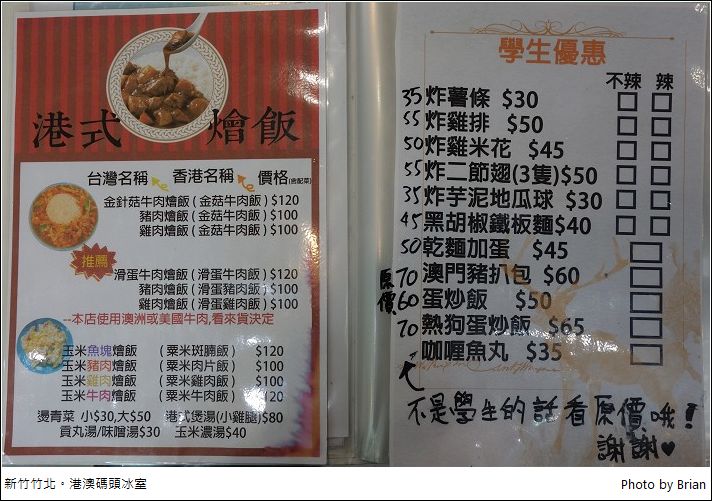 港式 燴飯
台灣名稱 香港名稱 價格(含配菜)
金針菇牛肉燴飯 ( 金菇牛肉飯 ) $120
豬肉燴飯 ( 金菇牛肉飯 ) $100
雞肉燴飯 ( 金菇牛肉飯 ) $100
推薦
滑蛋牛肉燴飯 ( 滑蛋牛肉飯 ) $120
豬肉燴飯 ( 滑蛋豬肉飯 ) $100
雞肉燴飯 ( 滑蛋雞肉飯 ) $100
--本店使用澳洲或美國牛肉,看來貨決定
玉米魚塊燴飯 ( 粟米斑腩飯 ) $120
玉米豬肉燴飯 ( 粟米肉片飯 ) $100
玉米雞肉燴飯 ( 粟米雞肉飯 ) $100
玉米牛肉燴飯 ( 粟米牛肉飯 ) $120
燙青菜 小$30,大$50 港式煲湯(小雞腿)$80
貢丸湯/味噌湯$30 玉米濃湯$40
學生優惠
不辣 辣
35 炸薯條 $30
55 炸雞排 $50
50 炸雞米花 $45
55 炸二節翅(3隻)$50
35 炸芋泥地瓜球 $30
45 黑胡椒鐵板麵$40
50 乾麵加蛋 $45
原價
70 澳門豬扒包 $60
60 蛋炒飯 $50
70 熱狗蛋炒飯 $65
咖喱魚丸 $35
不是學生的話看原價哦!
謝謝♥
新竹竹北。港澳碼頭冰室
Photo by Brian